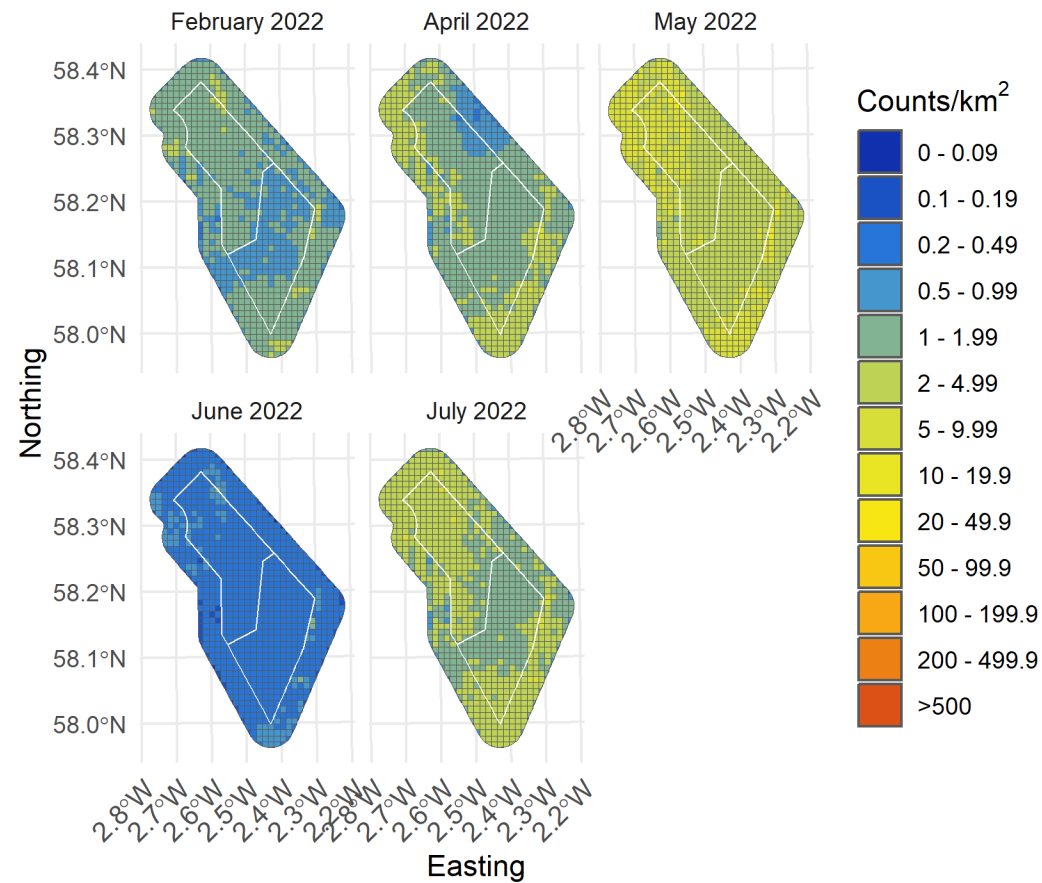 February 2022
April 2022
May 2022
58.4°N
58.3°N
58.2°N
58.1°N
58.0°N
2.8°W
2.7°W
2.6°W
2.5°W
2.4°W
2.3°W
2.2°W
June 2022
July 2022
58.4°N
58.3°N
58.2°N
58.1°N
58.0°N
2.8°W
2.7°W
2.6°W
2.5°W
2.4°W
2.3°W
2.2°W
2.8°W
2.7°W
2.6°W
2.5°W
2.4°W
2.3°W
2.2°W
Northing
Easting
Counts/km²
0 - 0.09
0.1 - 0.19
0.2 - 0.49
0.5 - 0.99
1 - 1.99
2 - 4.99
5 - 9.99
10 - 19.9
20 - 49.9
50 - 99.9
100 - 199.9
200 - 499.9
>500